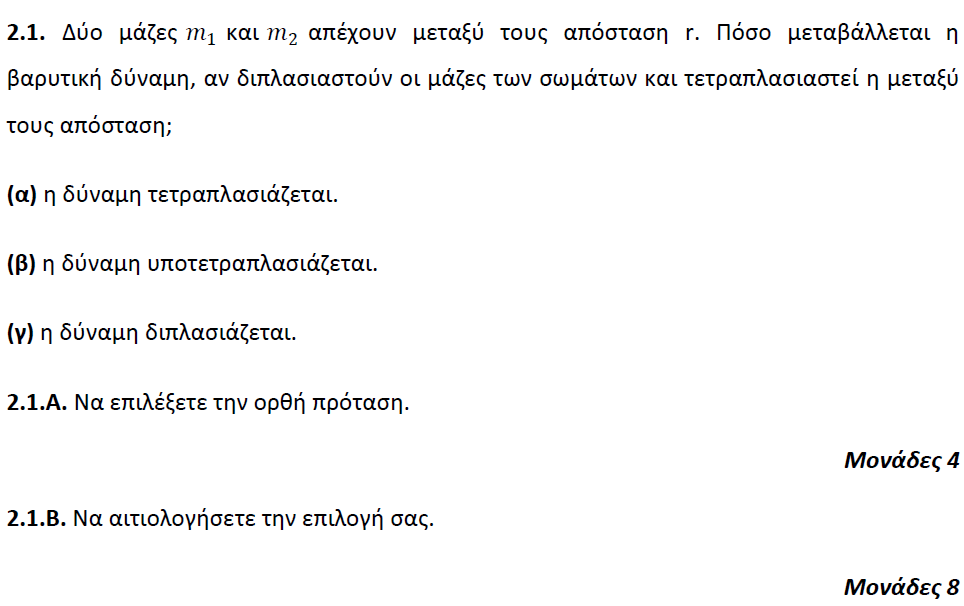 2.1. Δύο μάζες m₁ και m₂ απέχουν μεταξύ τους απόσταση r. Πόσο μεταβάλλεται η
βαρυτική δύναμη, αν διπλασιαστούν οι μάζες των σωμάτων και τετραπλασιαστεί η μεταξύ
τους απόσταση;
(α) η δύναμη τετραπλασιάζεται.
(β) η δύναμη υποτετραπλασιάζεται.
(γ) η δύναμη διπλασιάζεται.
2.1.Α. Να επιλέξετε την ορθή πρόταση.
Μονάδες 4
2.1.Β. Να αιτιολογήσετε την επιλογή σας.
Μονάδες 8